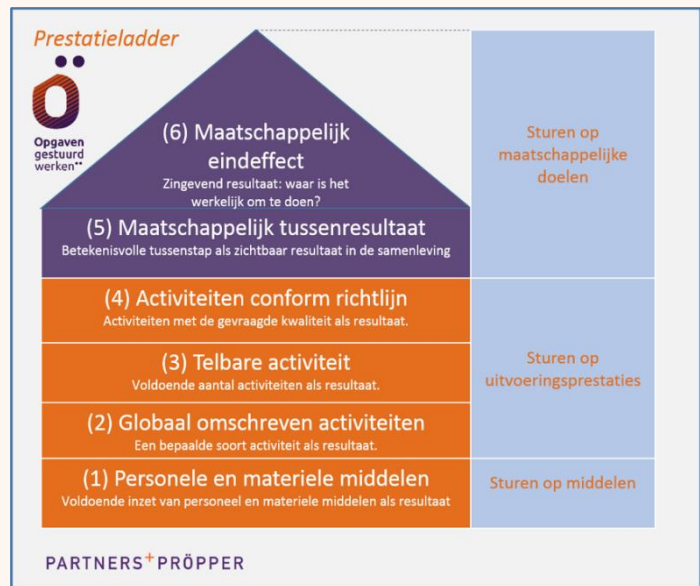 Prestatieladder
Ö
Opgaven
gestuurd
werken¨
(6) Maatschappelijk
eindeffect
Zingevend resultaat: waar is het
werkelijk om te doen?
(5) Maatschappelijk tussenresultaat
Betekenisvolle tussenstap als zichtbaar resultaat in de samenleving
Sturen op
maatschappelijke
doelen
(4) Activiteiten conform richtlijn
Activiteiten met de gevraagde kwaliteit als resultaat.
(3) Telbare activiteit
Voldoende aantal activiteiten als resultaat.
(2) Globaal omschreven activiteiten
Een bepaalde soort activiteit als resultaat.
Sturen op
uitvoeringsprestaties
(1) Personele en materiele middelen
Voldoende inzet van personeel en materiele middelen als resultaat
Sturen op middelen
PARTNERS+PRÖPPER